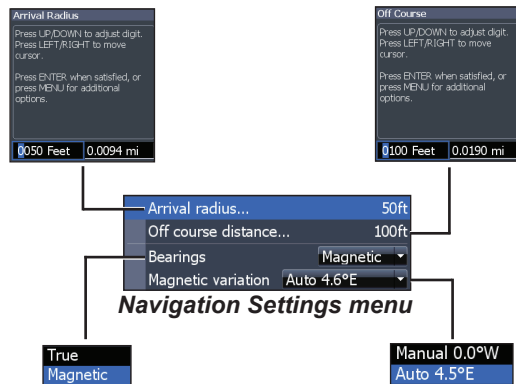 Arrival Radius
Press UP/DOWN to adjust digit.
Press LEFT/RIGHT to move
cursor.
Press ENTER when satisfied, or
press MENU for additional
options.
0050 Feet 0.0094 mi
Off Course
Press UP/DOWN to adjust digit.
Press LEFT/RIGHT to move
cursor.
Press ENTER when satisfied, or
press MENU for additional
options.
0100 Feet 0.0190 mi
Arrival radius... 50ft
Off course distance... 100ft
Bearings Magnetic
Magnetic variation Auto 4.6°E
Navigation Settings menu
True
Magnetic
Manual 0.0°W
Auto 4.5°E